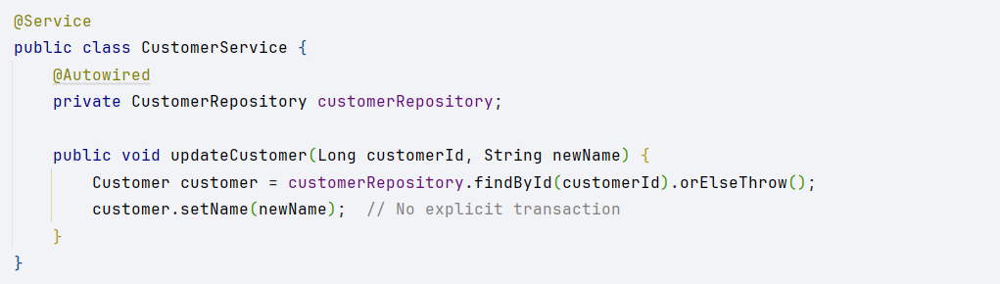 @Service
public class CustomerService {
    @Autowired
    private CustomerRepository customerRepository;

    public void updateCustomer(Long customerId, String newName) {
        Customer customer = customerRepository.findById(customerId).orElseThrow();
        customer.setName(newName);  // No explicit transaction
    }
}